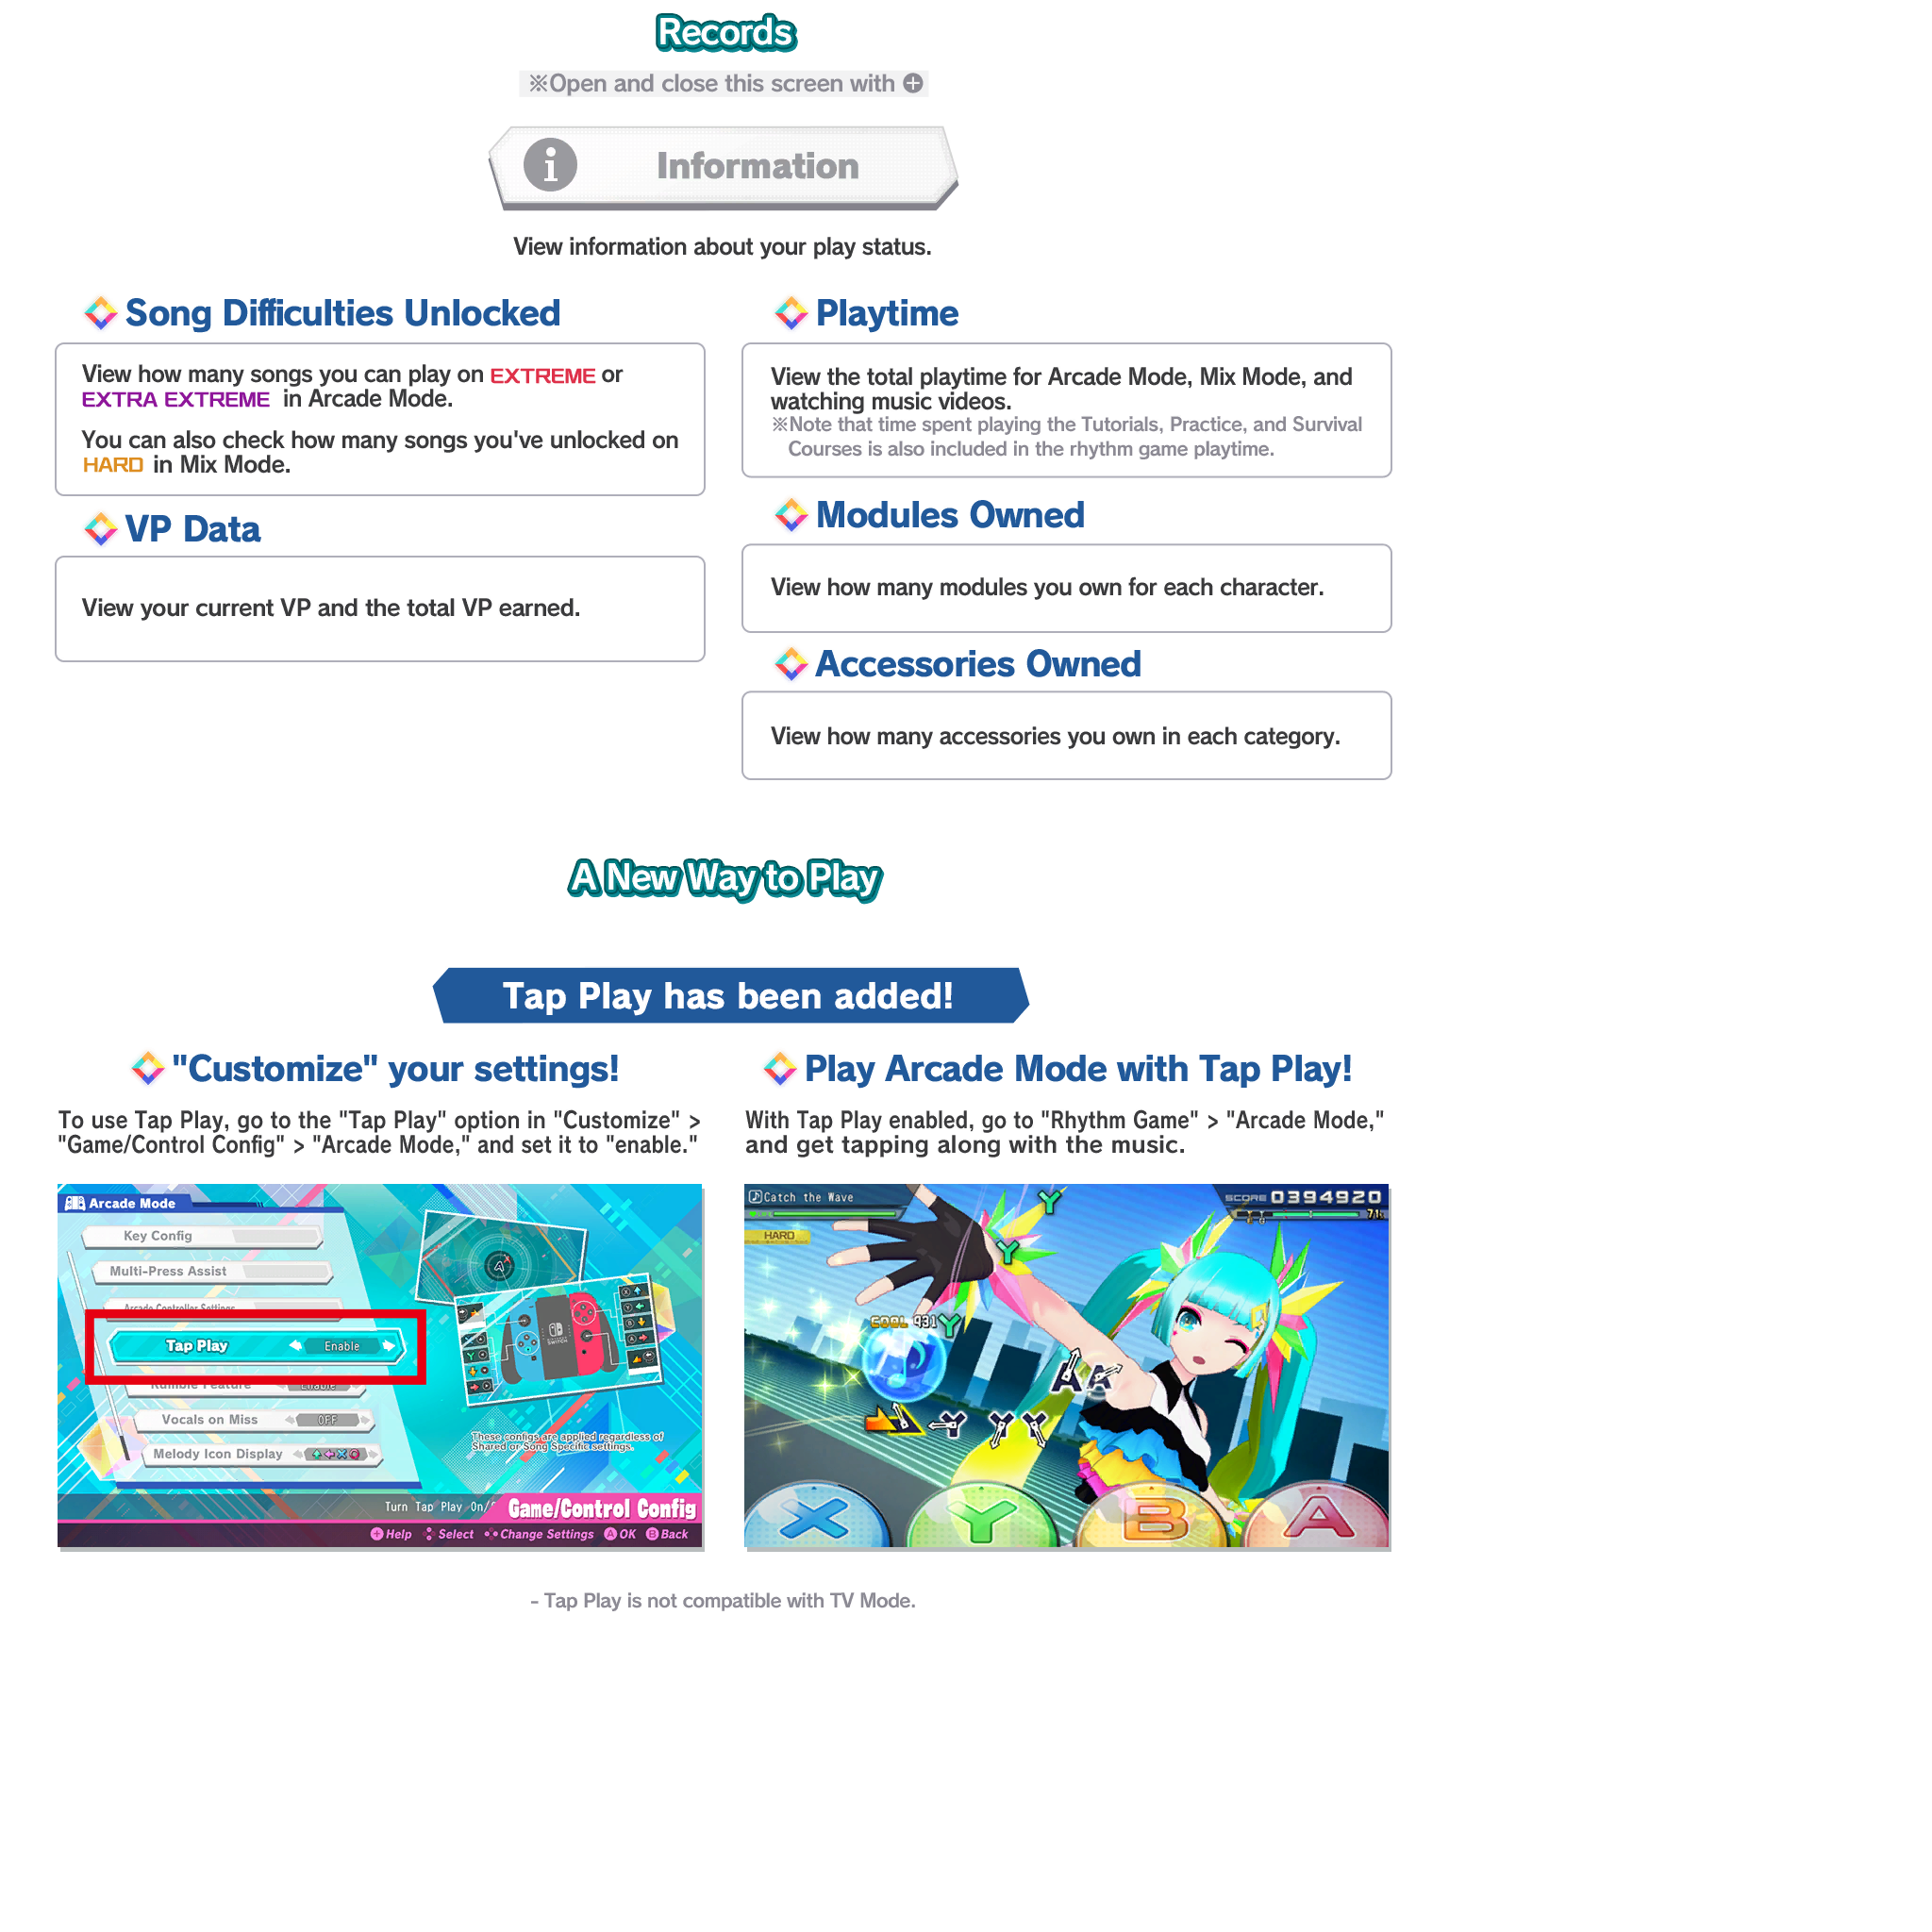 Records
※Open and close this screen with
Information
View information about your play status.
Song Difficulties Unlocked
View how many songs you can play on EXTREME or
EXTRA EXTREME in Arcade Mode.
You can also check how many songs you've unlocked on
HARD in Mix Mode.
VP Data
View your current VP and the total VP earned.
Playtime
View the total playtime for Arcade Mode, Mix Mode, and
watching music videos.
※Note that time spent playing the Tutorials, Practice, and Survival
Courses is also included in the rhythm game playtime.
Modules Owned
View how many modules you own for each character.
Accessories Owned
View how many accessories you own in each category.
A New Way to Play
Tap Play has been added!
"Customize" your settings!
To use Tap Play, go to the "Tap Play" option in "Customize" >
"Game/Control Config" > "Arcade Mode," and set it to "enable."
Arcade Mode
Key Config
Multi-Press Assist
Arcade Controller Settings
Tap Play Enable
Rumble Feature Enable
Vocals on Miss OFF
Melody Icon Display
These configs are applied regardless of
Shared or Song Specific settings.
Turn Tap Play On/
Game/Control Config
Help Select Change Settings A OK B Back
Play Arcade Mode with Tap Play!
With Tap Play enabled, go to "Rhythm Game" > "Arcade Mode,"
and get tapping along with the music.
Catch the Wave
SCORE 0394920
HARD
COOL 931
X Y B A
- Tap Play is not compatible with TV Mode.